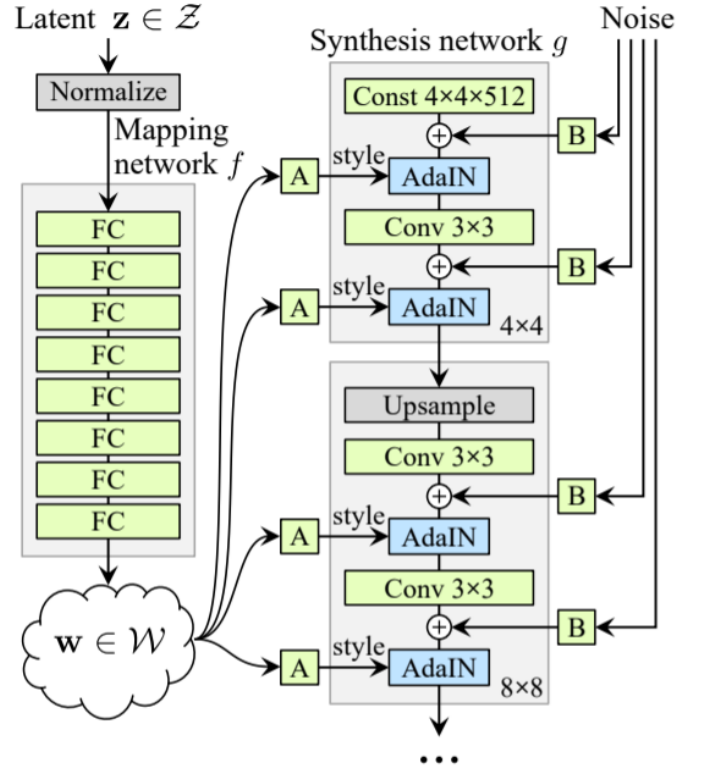 Latent z ∈ 𝒵
Normalize
Mapping
network f
FC
FC
FC
FC
FC
FC
FC
FC
w ∈ 𝒲
Synthesis network g
Noise
Const 4×4×512
B
A
style
AdaIN
Conv 3×3
B
A
style
AdaIN
4×4
Upsample
Conv 3×3
B
A
style
AdaIN
Conv 3×3
B
A
style
AdaIN
8×8
...